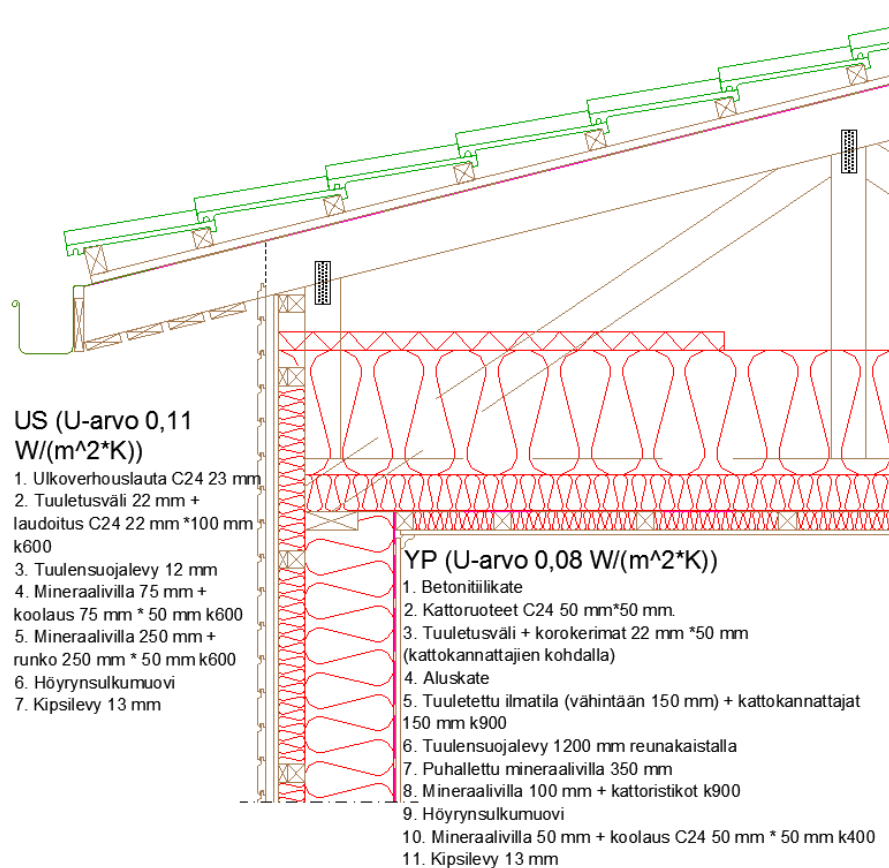 US (U-arvo 0,11
W/(m^2*K))
1. Ulkoverhouslauta C24 23 mm
2. Tuuletusväli 22 mm +
laudoitus C24 22 mm *100 mm
k600
3. Tuulensuojalevy 12 mm
4. Mineraalivilla 75 mm +
koolaus 75 mm * 50 mm k600
5. Mineraalivilla 250 mm +
runko 250 mm * 50 mm k600
6. Höyrynsulkumuovi
7. Kipsilevy 13 mm
YP (U-arvo 0,08 W/(m^2*K))
1. Betonitiilikate
2. Kattoruoteet C24 50 mm*50 mm.
3. Tuuletusväli + korokerimat 22 mm *50 mm
(kattokannattajien kohdalla)
4. Aluskate
5. Tuuletettu ilmatila (vähintään 150 mm) + kattokannattajat
150 mm k900
6. Tuulensuojalevy 1200 mm reunakaistalla
7. Puhallettu mineraalivilla 350 mm
8. Mineraalivilla 100 mm + kattoristikot k900
9. Höyrynsulkumuovi
10. Mineraalivilla 50 mm + koolaus C24 50 mm * 50 mm k400
11. Kipsilevy 13 mm